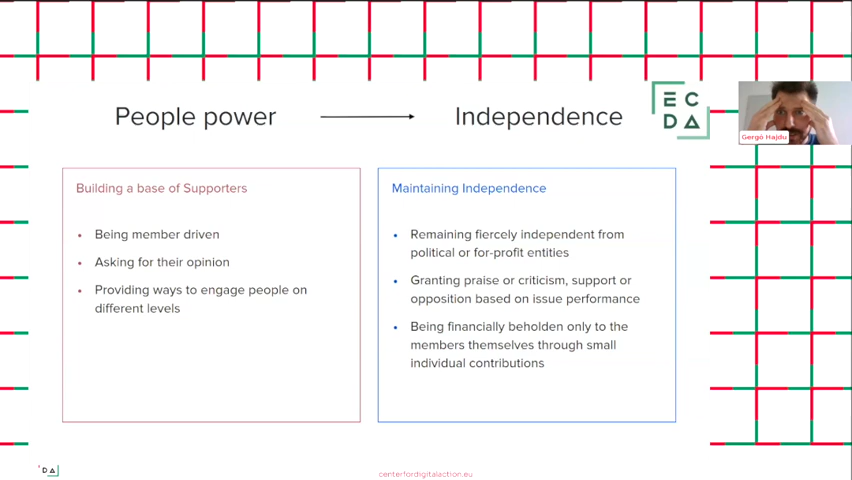 People power
Independence
E C
D A
Gergő Hajdu
Building a base of Supporters
• Being member driven
• Asking for their opinion
• Providing ways to engage people on
different levels
Maintaining Independence
• Remaining fiercely independent from
political or for-profit entities
• Granting praise or criticism, support or
opposition based on issue performance
• Being financially beholden only to the
members themselves through small
individual contributions
DA
centerfordigitalaction.eu